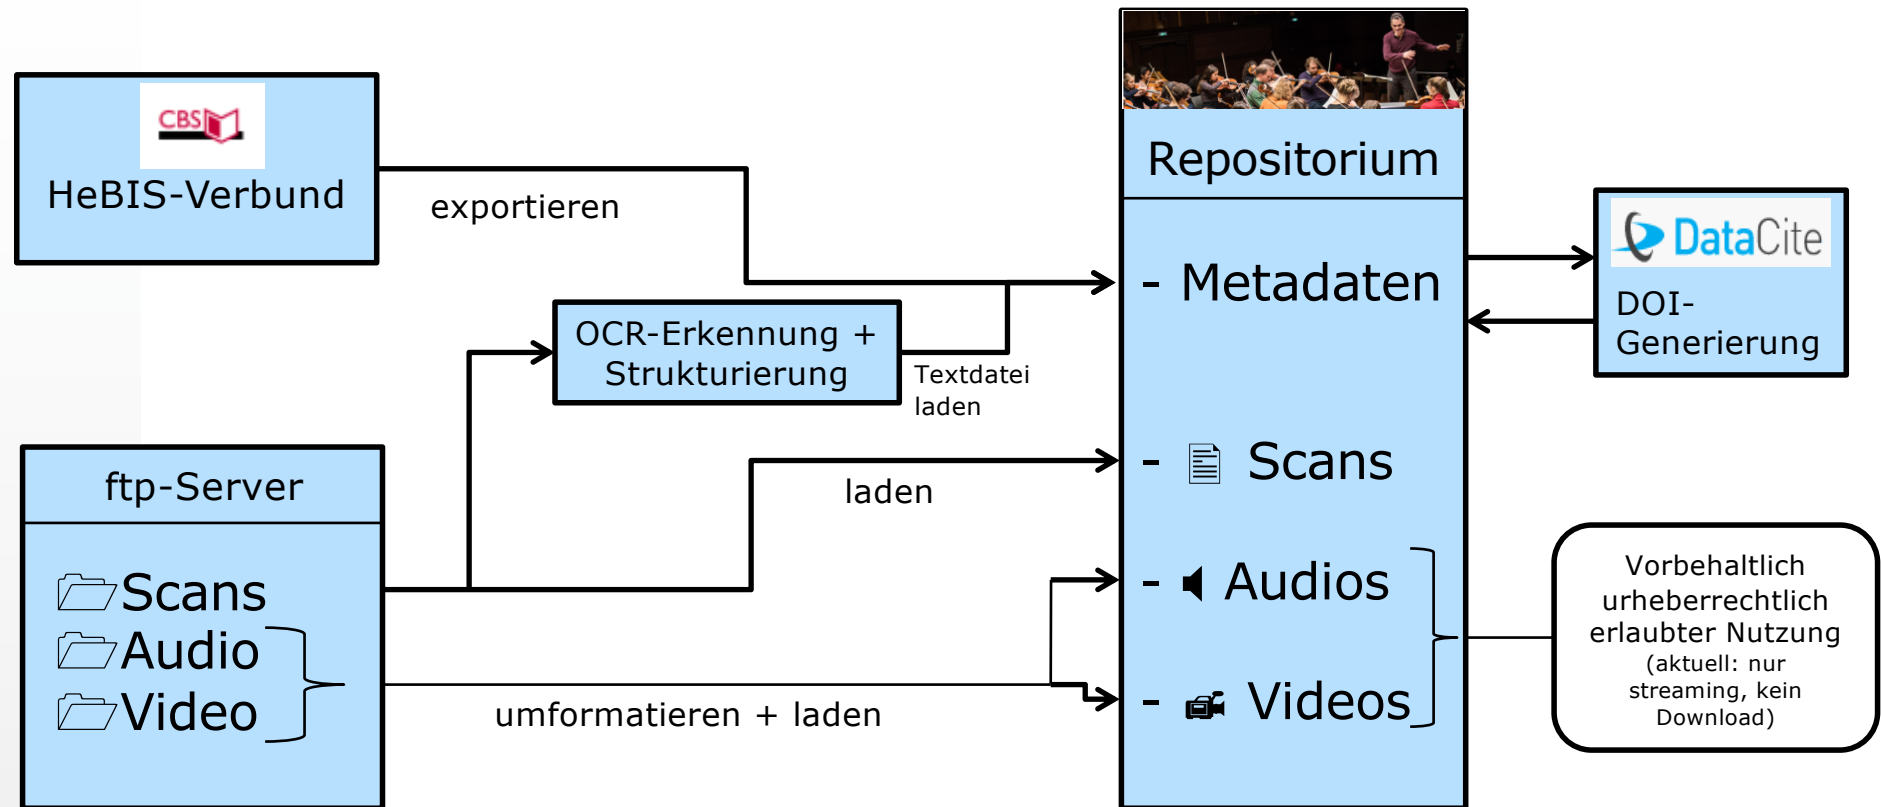 CBS
HeBIS-Verbund
exportieren
OCR-Erkennung +
Strukturierung
Textdatei
laden
ftp-Server
Scans
Audio
Video
laden
umformatieren + laden
Repositorium
- Metadaten
- Scans
- Audios
- Videos
DataCite
DOI-
Generierung
Vorbehaltlich
urheberrechtlich
erlaubter Nutzung
(aktuell: nur
streaming, kein
Download)